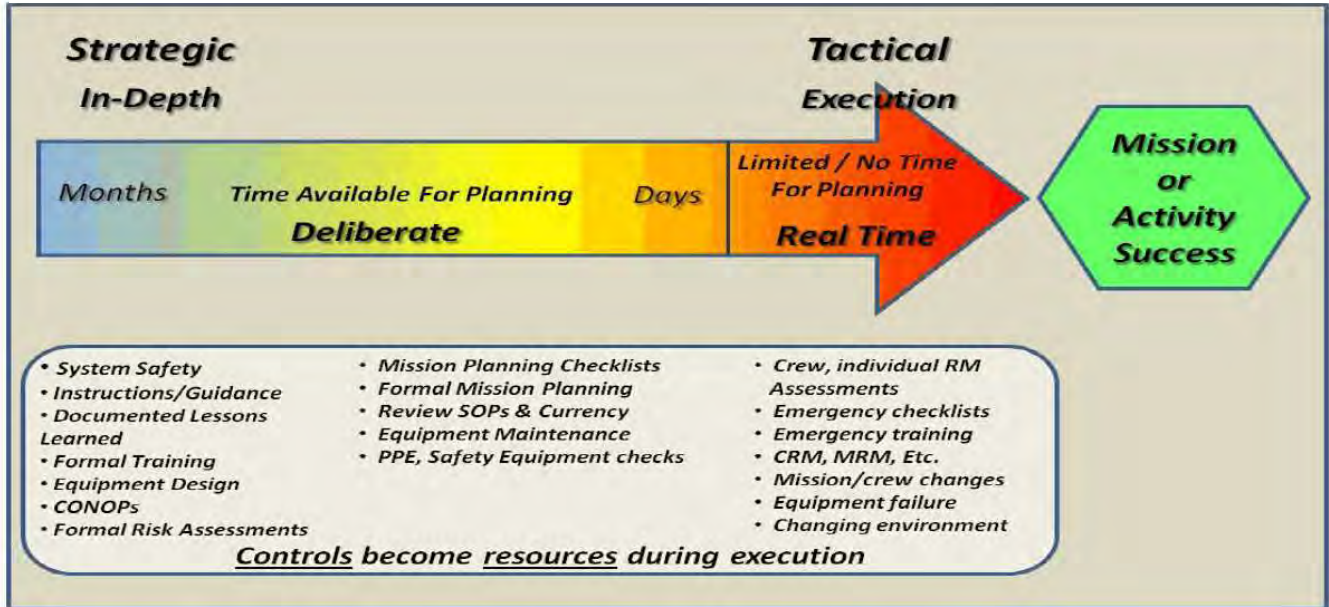 Strategic
In-Depth
Tactical
Execution
Months
Time Available For Planning
Deliberate
Days
Limited / No Time
For Planning
Real Time
Mission
or
Activity
Success
• System Safety
• Instructions/Guidance
• Documented Lessons
Learned
• Formal Training
• Equipment Design
• CONOPs
• Formal Risk Assessments
• Mission Planning Checklists
• Formal Mission Planning
• Review SOPs & Currency
• Equipment Maintenance
• PPE, Safety Equipment checks
• Crew, individual RM
Assessments
• Emergency checklists
• Emergency training
• CRM, MRM, Etc.
• Mission/crew changes
• Equipment failure
• Changing environment
Controls become resources during execution